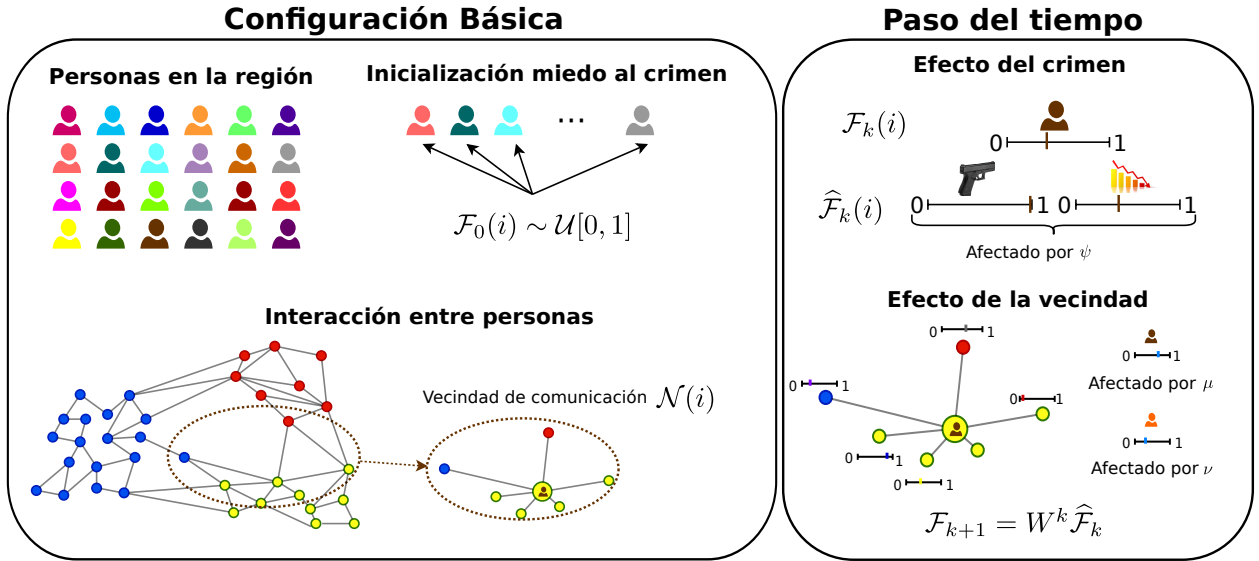 Configuración Básica
Personas en la región
Inicialización miedo al crimen
...
𝓕₀(i) ∼ 𝓤[0, 1]
Interacción entre personas
Vecindad de comunicación 𝓝(i)
Paso del tiempo
Efecto del crimen
𝓕ₖ(i)
0 1
𝓕̂ₖ(i)
0 1 0 1
Afectado por ψ
Efecto de la vecindad
0 1
0 1
0 1
0 1
0 1
0 1
Afectado por μ
0 1
Afectado por ν
𝓕ₖ₊₁ = Wᵏ𝓕̂ₖ